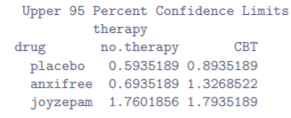 Upper 95 Percent Confidence Limits
therapy
drug no.therapy CBT
placebo 0.5935189 0.8935189
anxifree 0.6935189 1.3268522
joyzepam 1.7601856 1.7935189